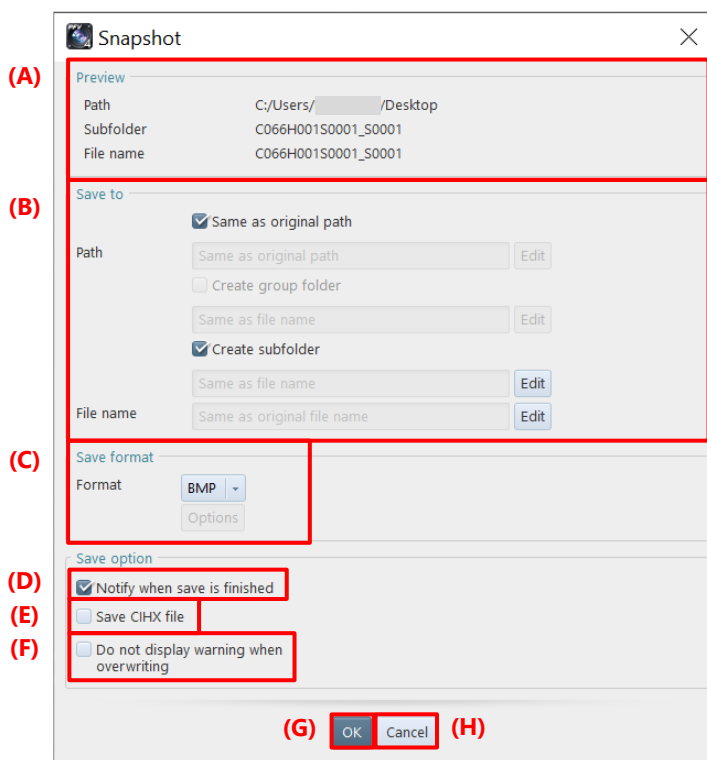 Snapshot
(A)
Preview
Path C:/Users/ /Desktop
Subfolder C066H001S0001_S0001
File name C066H001S0001_S0001
(B)
Save to
Same as original path
Path Same as original path Edit
Create group folder
Same as file name Edit
Create subfolder
Same as file name Edit
File name Same as original file name Edit
(C)
Save format
Format BMP
Options
Save option
(D) Notify when save is finished
(E) Save CIHX file
(F) Do not display warning when
overwriting
(G) OK Cancel (H)